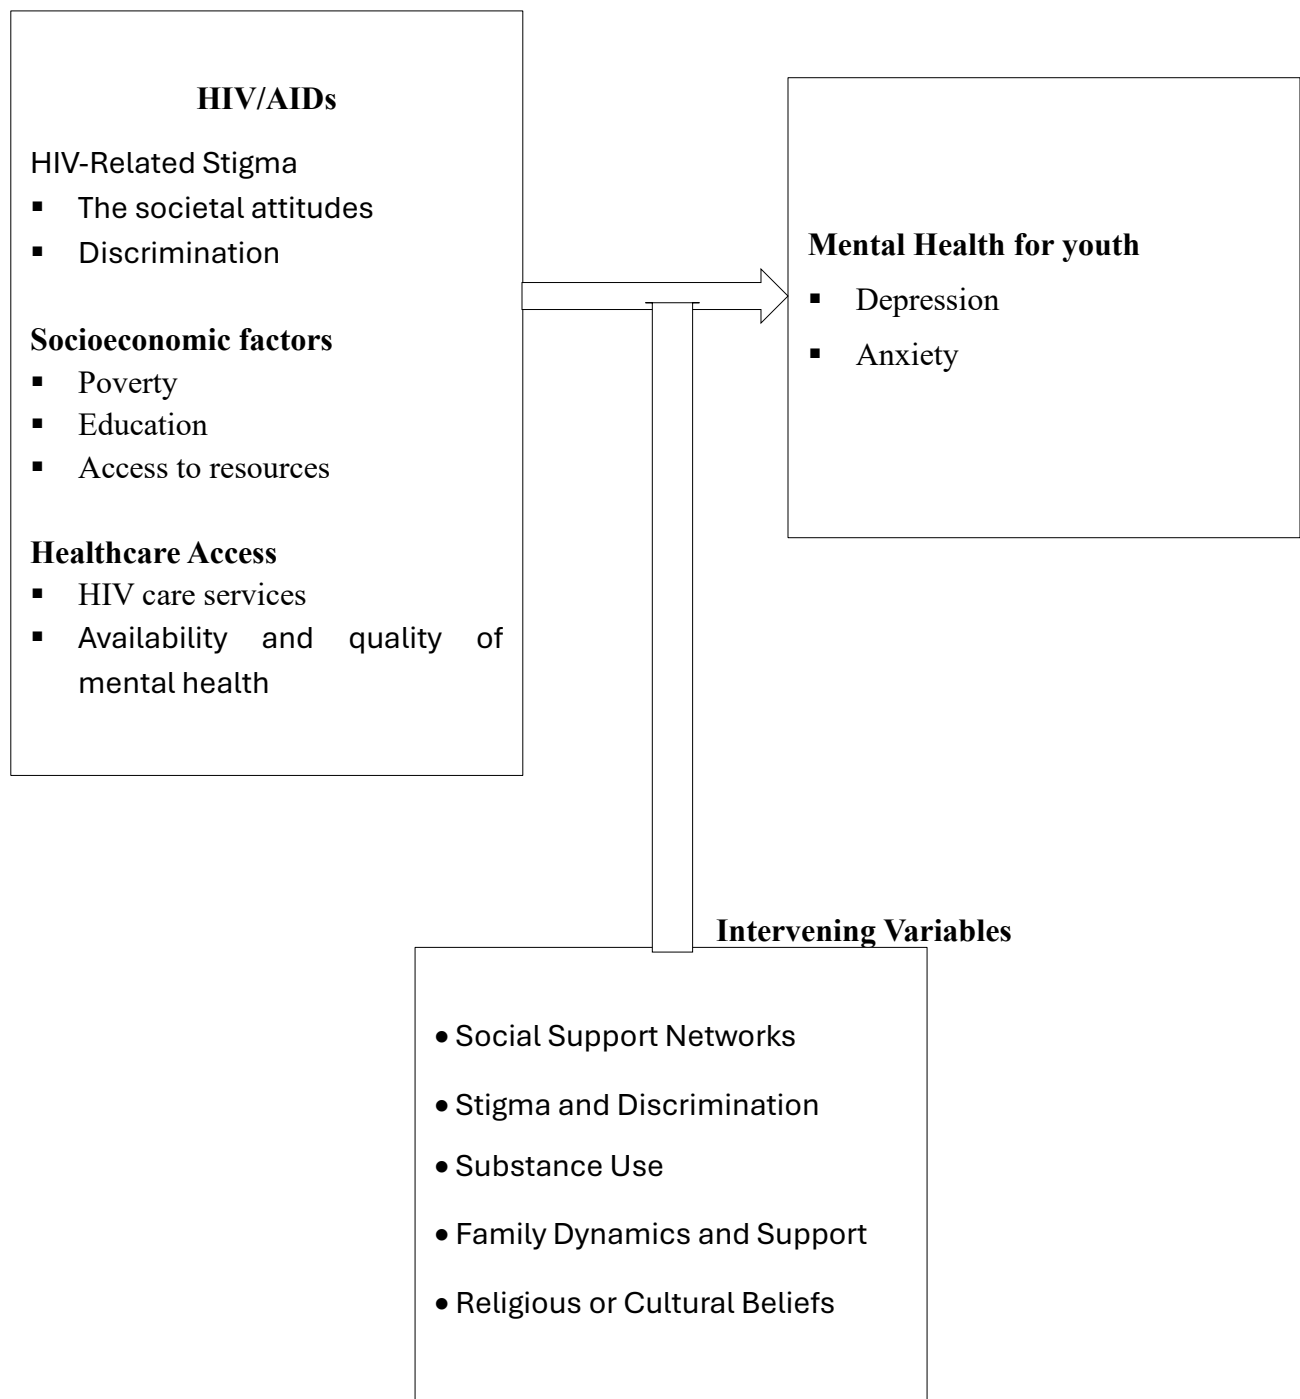 HIV/AIDs
HIV-Related Stigma
▪ The societal attitudes
▪ Discrimination
Socioeconomic factors
▪ Poverty
▪ Education
▪ Access to resources
Healthcare Access
▪ HIV care services
▪ Availability and quality of
mental health
Mental Health for youth
▪ Depression
▪ Anxiety
Intervening Variables
• Social Support Networks
• Stigma and Discrimination
• Substance Use
• Family Dynamics and Support
• Religious or Cultural Beliefs